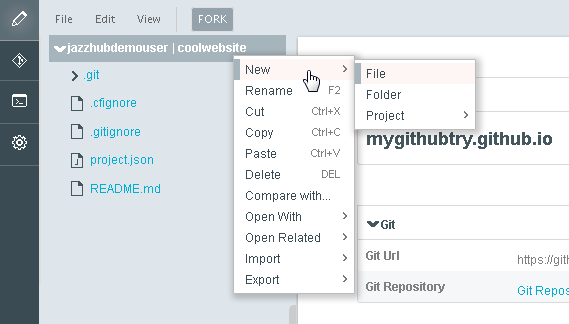 File Edit View FORK
jazzhubdemouser | coolwebsite
.git
.cfignore
.gitignore
project.json
README.md
New
Rename F2
Cut Ctrl+X
Copy Ctrl+C
Paste Ctrl+V
Delete DEL
Compare with...
Open With
Open Related
Import
Export
File
Folder
Project
mygithubtry.github.io
Git
Git Url https://gith
Git Repository Git Repos